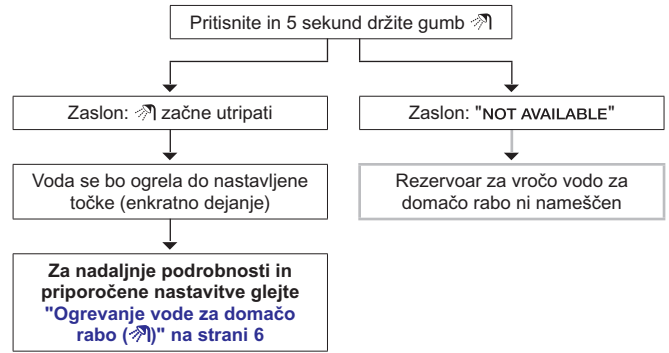 Pritisnite in 5 sekund držite gumb
Zaslon: začne utripati
Zaslon: "NOT AVAILABLE"
Voda se bo ogrela do nastavljene
točke (enkratno dejanje)
Rezervoar za vročo vodo za
domačo rabo ni nameščen
Za nadaljnje podrobnosti in
priporočene nastavitve glejte
"Ogrevanje vode za domačo
rabo ()" na strani 6